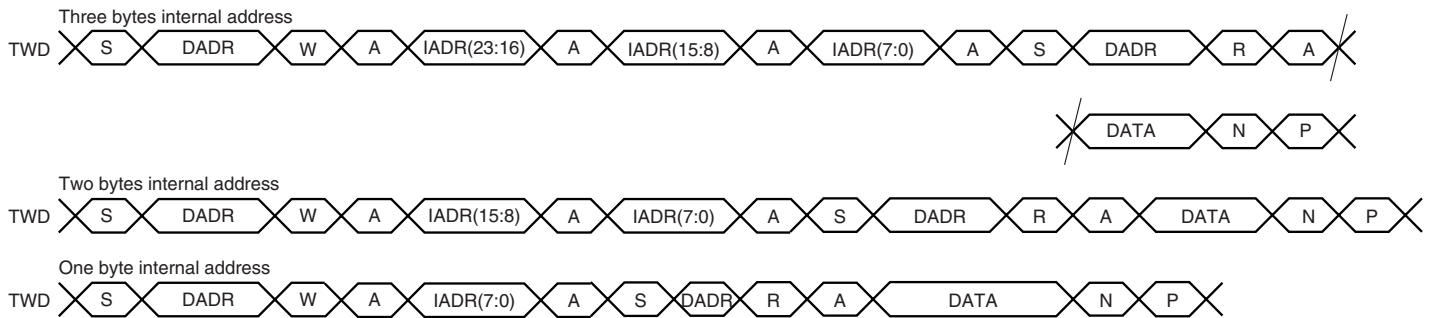 Three bytes internal address
TWD S DADR W A IADR(23:16) A IADR(15:8) A IADR(7:0) A S DADR R A
DATA N P
Two bytes internal address
TWD S DADR W A IADR(15:8) A IADR(7:0) A S DADR R A DATA N P
One byte internal address
TWD S DADR W A IADR(7:0) A S DADR R A DATA N P